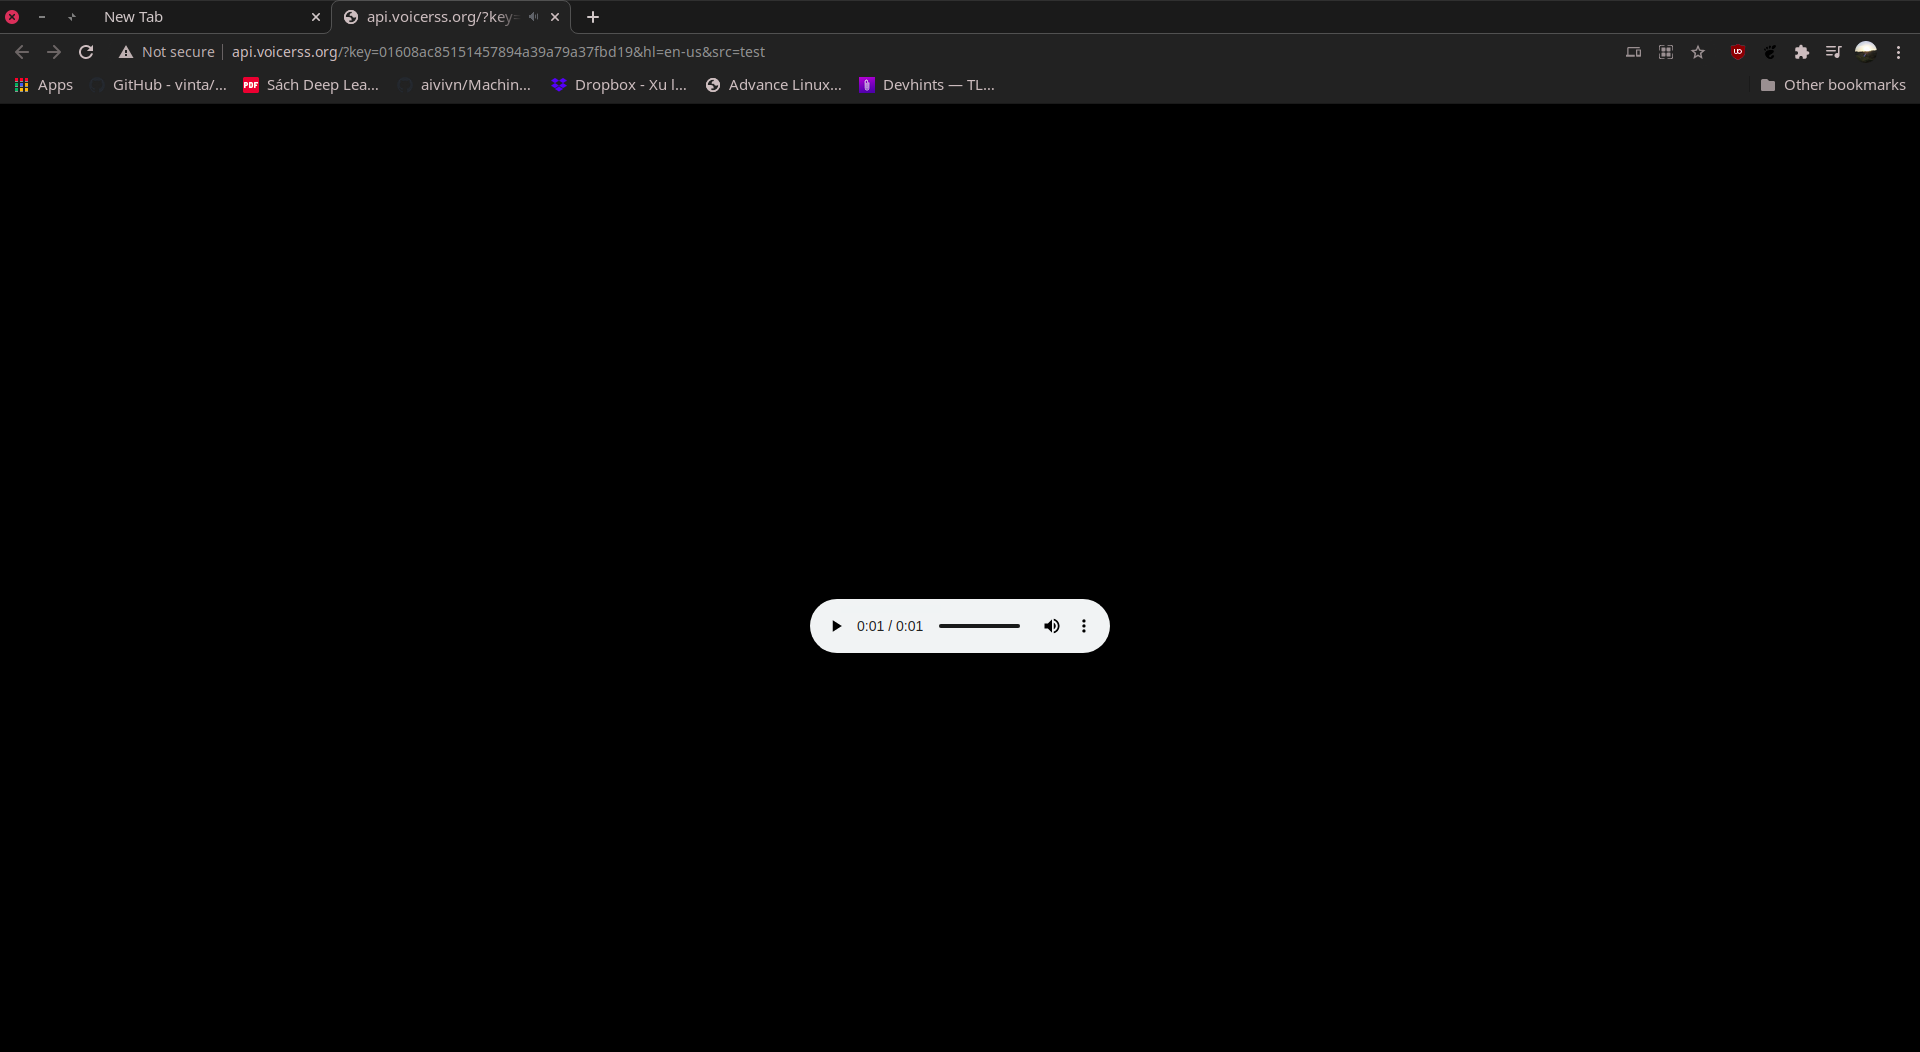 New Tab
api.voicerss.org/?key=
Not secure
api.voicerss.org/?key=01608ac85151457894a39a79a37fbd19&hl=en-us&src=test
Apps
GitHub - vinta/...
PDF
Sách Deep Lea...
aivivn/Machin...
Dropbox - Xu l...
Advance Linux...
Devhints — TL...
Other bookmarks
0:01 / 0:01